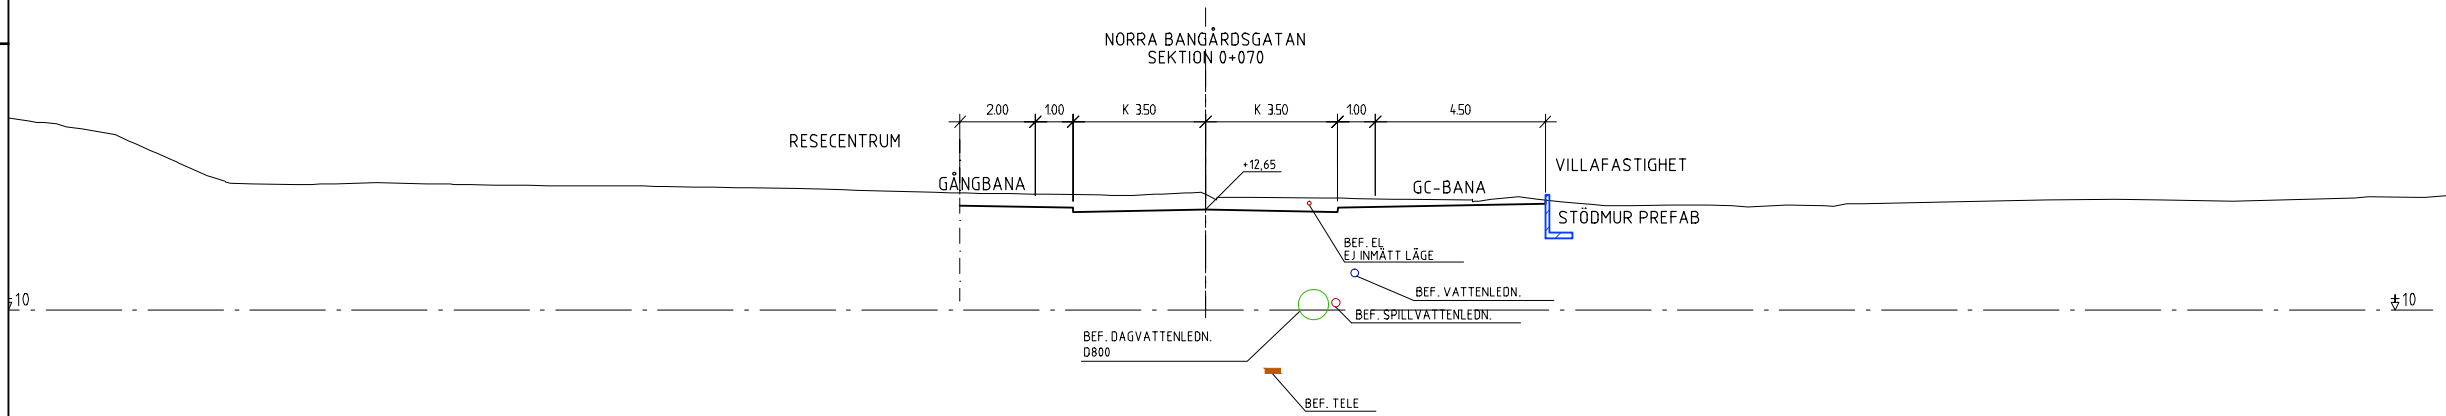 NORRA BANGÅRDSGATAN
SEKTION 0+070
2.00 1.00 K 3.50 K 3.50 1.00 4.50
RESECENTRUM
+12,65
VILLAFASTIGHET
GÅNGBANA
GC-BANA
STÖDMUR PREFAB
BEF. EL
EJ INMÄTT LÄGE
BEF. VATTENLEDN.
±10
±10
BEF. SPILLVATTENLEDN.
BEF. DAGVATTENLEDN.
D800
BEF. TELE